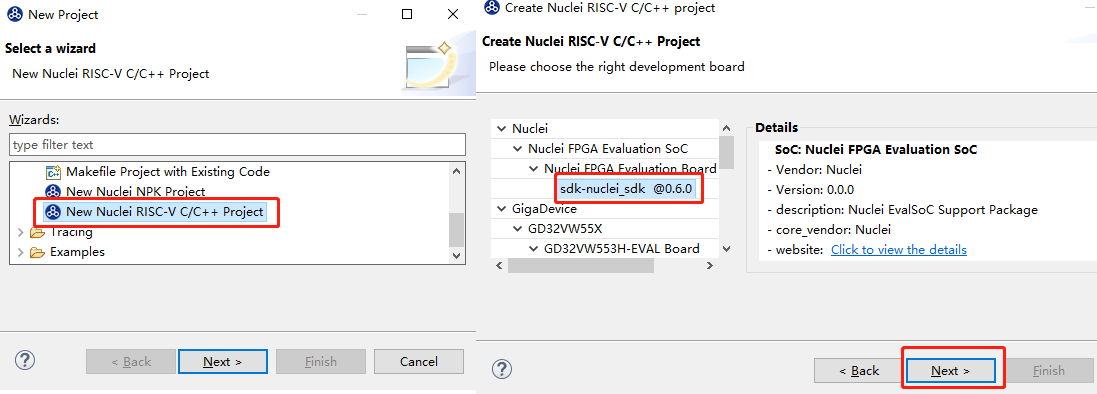 New Project
Select a wizard
New Nuclei RISC-V C/C++ Project
Wizards:
type filter text
Makefile Project with Existing Code
New Nuclei NPK Project
New Nuclei RISC-V C/C++ Project
Tracing
Examples
?
< Back
Next >
Finish
Cancel
Create Nuclei RISC-V C/C++ project
Create Nuclei RISC-V C/C++ Project
Please choose the right development board
Nuclei
Nuclei FPGA Evaluation SoC
Nuclei FPGA Evaluation Board
sdk-nuclei_sdk @0.6.0
GigaDevice
GD32VW55X
GD32VW553H-EVAL Board
Details
SoC: Nuclei FPGA Evaluation SoC
- Vendor: Nuclei
- Version: 0.0.0
- description: Nuclei EvalSoC Support Package
- core_vendor: Nuclei
- website: Click to view the details
?
< Back
Next >
Finish